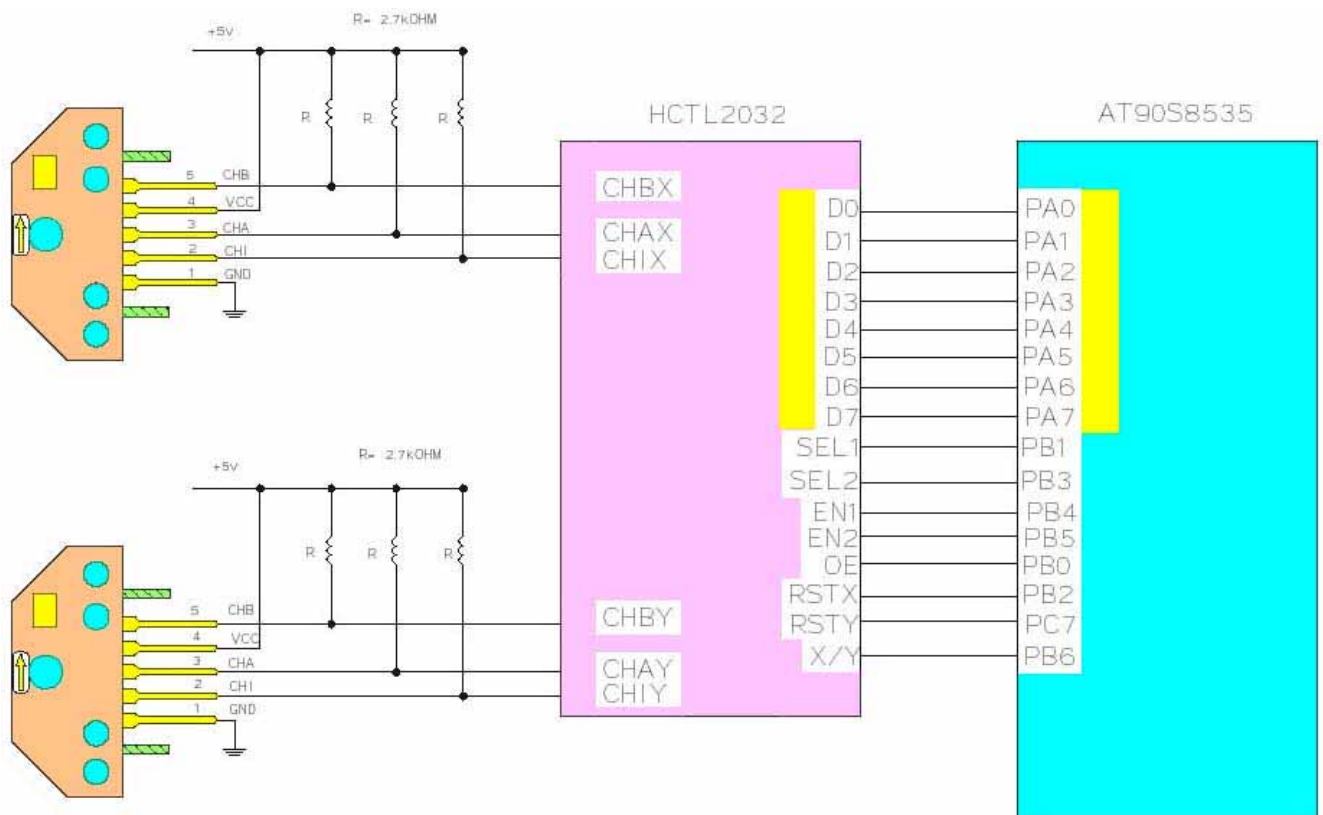 +5v
R= 2.7kOHM
R R R
5 CHB
4 VCC
3 CHA
2 CHI
1 GND
+5v
R= 2.7kOHM
R R R
5 CHB
4 VCC
3 CHA
2 CHI
1 GND
HCTL2032
CHBX
CHAX
CHIX
CHBY
CHAY
CHIY
D0
D1
D2
D3
D4
D5
D6
D7
SEL1
SEL2
EN1
EN2
OE
RSTX
RSTY
X/Y
AT90S8535
PA0
PA1
PA2
PA3
PA4
PA5
PA6
PA7
PB1
PB3
PB4
PB5
PB0
PB2
PC7
PB6